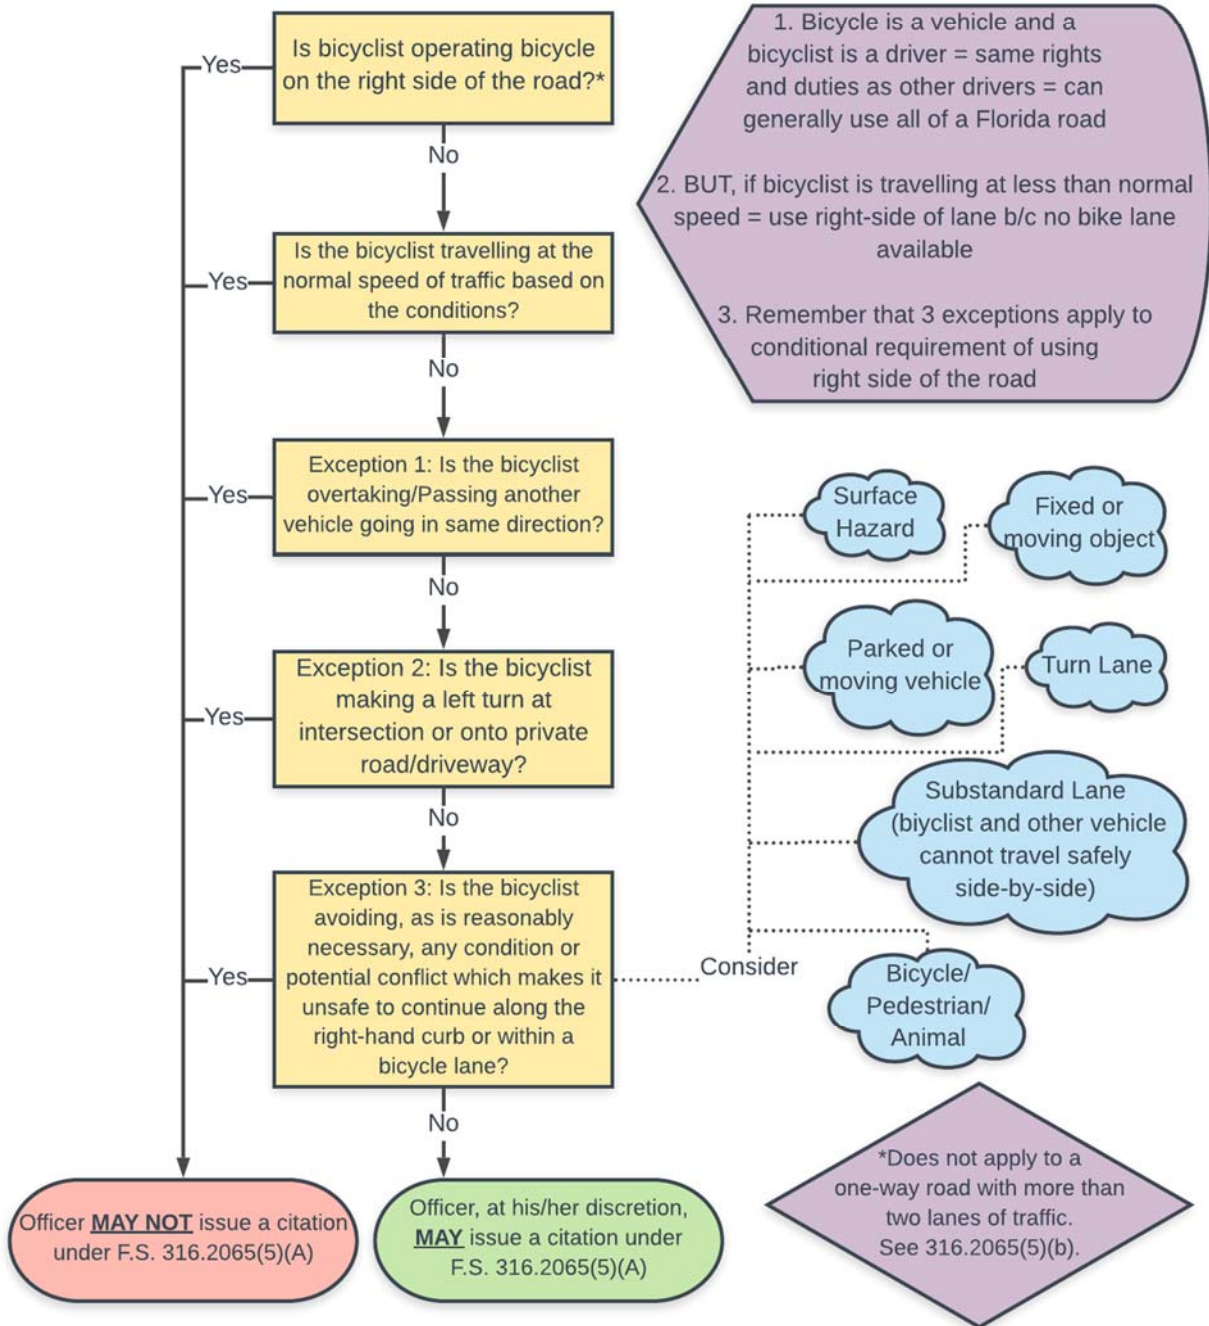 Is bicyclist operating bicycle
on the right side of the road?*
Yes
No
Is the bicyclist travelling at the
normal speed of traffic based on
the conditions?
Yes
No
Exception 1: Is the bicyclist
overtaking/Passing another
vehicle going in same direction?
Yes
No
Exception 2: Is the bicyclist
making a left turn at
intersection or onto private
road/driveway?
Yes
No
Exception 3: Is the bicyclist
avoiding, as is reasonably
necessary, any condition or
potential conflict which makes it
unsafe to continue along the
right-hand curb or within a
bicycle lane?
Yes
No
Officer MAY NOT issue a citation
under F.S. 316.2065(5)(A)
Officer, at his/her discretion,
MAY issue a citation under
F.S. 316.2065(5)(A)
1. Bicycle is a vehicle and a
bicyclist is a driver = same rights
and duties as other drivers = can
generally use all of a Florida road
2. BUT, if bicyclist is travelling at less than normal
speed = use right-side of lane b/c no bike lane
available
3. Remember that 3 exceptions apply to
conditional requirement of using
right side of the road
Consider
Surface
Hazard
Fixed or
moving object
Parked or
moving vehicle
Turn Lane
Substandard Lane
(biyclist and other vehicle
cannot travel safely
side-by-side)
Bicycle/
Pedestrian/
Animal
*Does not apply to a
one-way road with more than
two lanes of traffic.
See 316.2065(5)(b).